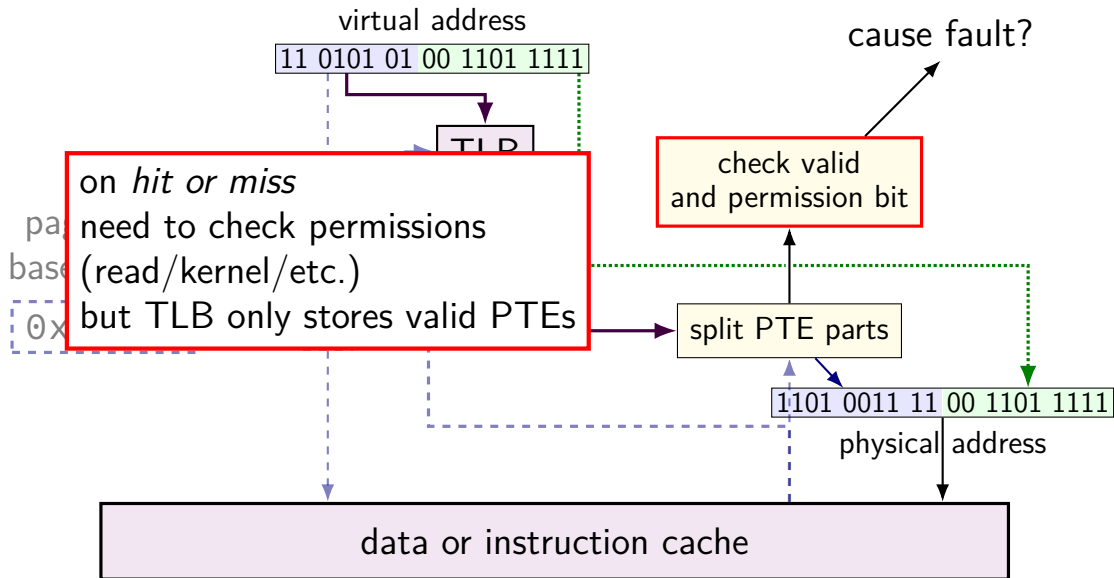 virtual address
cause fault?
11 0101 01 00 1101 1111
TLB
check valid
and permission bit
on hit or miss
need to check permissions
(read/kernel/etc.)
but TLB only stores valid PTEs
base
0x
split PTE parts
1101 0011 11 00 1101 1111
physical address
data or instruction cache